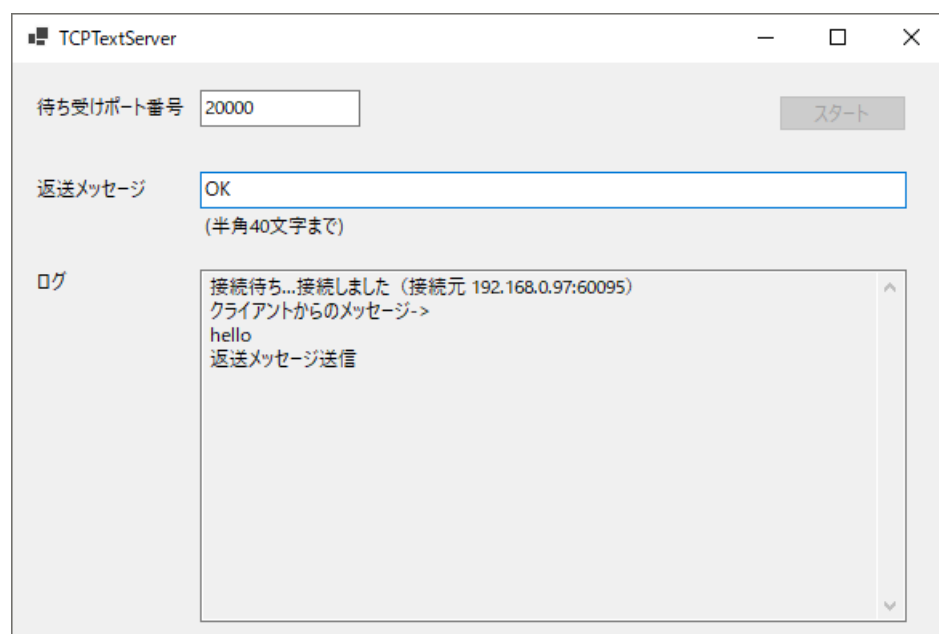 TCPTextServer
待ち受けポート番号 20000 スタート
返送メッセージ OK
(半角40文字まで)
ログ
接続待ち...接続しました（接続元 192.168.0.97:60095）
クライアントからのメッセージ->
hello
返送メッセージ送信